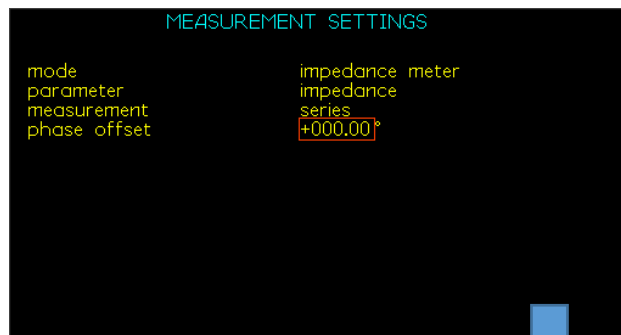 MEASUREMENT SETTINGS
mode impedance meter
parameter impedance
measurement series
phase offset +000.00°